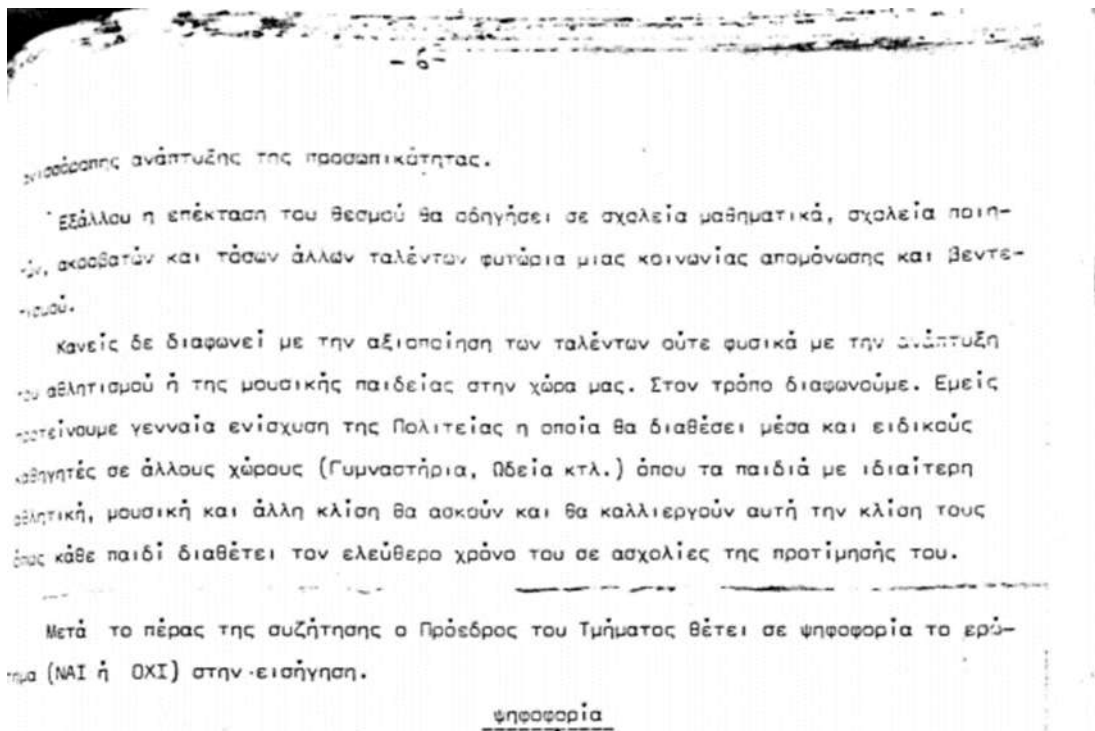 - 6 -
ανάπτυξης της προσωπικότητας.
Εξάλλου η επέκταση του θεσμού θα οδηγήσει σε σχολεία μαθηματικά, σχολεία ποιη-
ακροβατών και τόσων άλλων ταλέντων φυτώρια μιας κοινωνίας απομόνωσης και βεντε-
τισμού.
Κανείς δε διαφωνεί με την αξιοποίηση των ταλέντων ούτε φυσικά με την ανάπτυξη
του αθλητισμού ή της μουσικής παιδείας στην χώρα μας. Στον τρόπο διαφωνούμε. Εμείς
προτείνουμε γενναία ενίσχυση της Πολιτείας η οποία θα διαθέσει μέσα και ειδικούς
καθηγητές σε άλλους χώρους (Γυμναστήρια, Ωδεία κτλ.) όπου τα παιδιά με ιδιαίτερη
αθλητική, μουσική και άλλη κλίση θα ασκούν και θα καλλιεργούν αυτή την κλίση τους
όπως κάθε παιδί διαθέτει τον ελεύθερο χρόνο του σε ασχολίες της προτίμησής του.
Μετά το πέρας της συζήτησης ο Πρόεδρος του Τμήματος θέτει σε ψηφοφορία το ερώ-
τημα (ΝΑΙ ή ΟΧΙ) στην εισήγηση.
ψηφοφορία